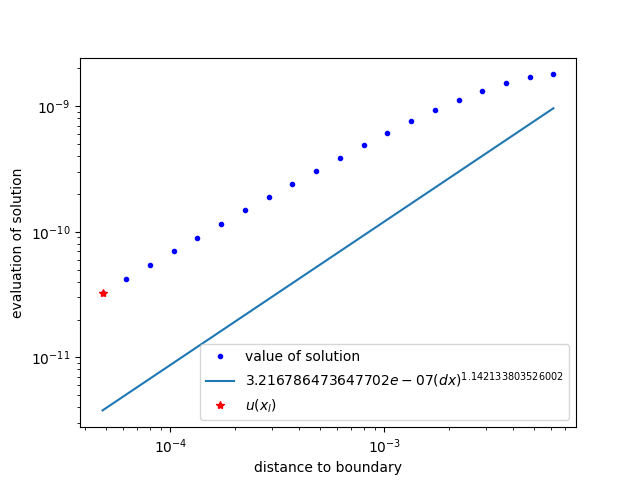 10⁻⁹
10⁻¹⁰
10⁻¹¹
evaluation of solution
value of solution
3.216786473647702e − 07(dx)^1.142133803526002
u(x_l)
10⁻⁴
10⁻³
distance to boundary